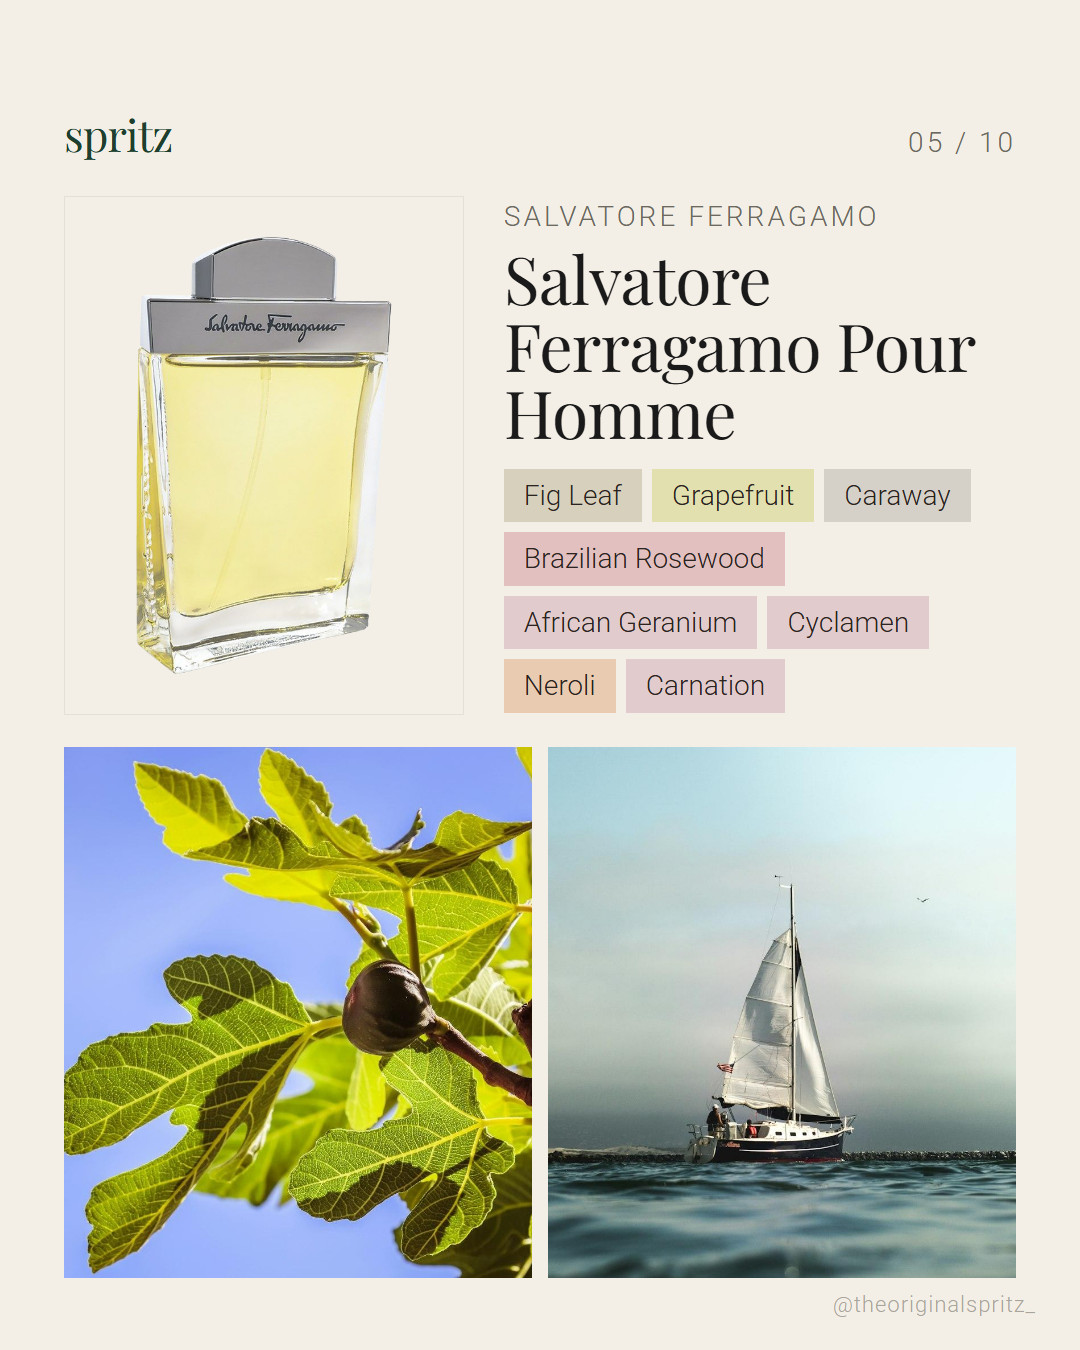 spritz
05 / 10
SALVATORE FERRAGAMO
Salvatore
Ferragamo Pour
Homme
Salvatore Ferragamo
Fig Leaf Grapefruit Caraway
Brazilian Rosewood
African Geranium Cyclamen
Neroli Carnation
@theoriginalspritz_